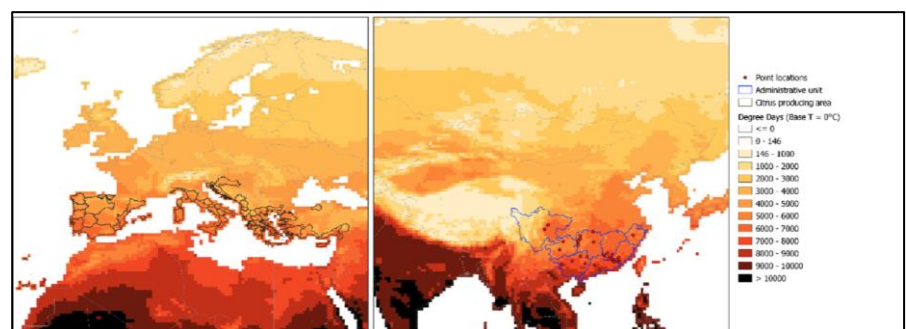 Point locations
Administrative unit
Citrus producing area
Degree Days (Base T = 0°C)
<= 0
0 - 146
146 - 1000
1000 - 2000
2000 - 3000
3000 - 4000
4000 - 5000
5000 - 6000
6000 - 7000
7000 - 8000
8000 - 9000
9000 - 10000
> 10000